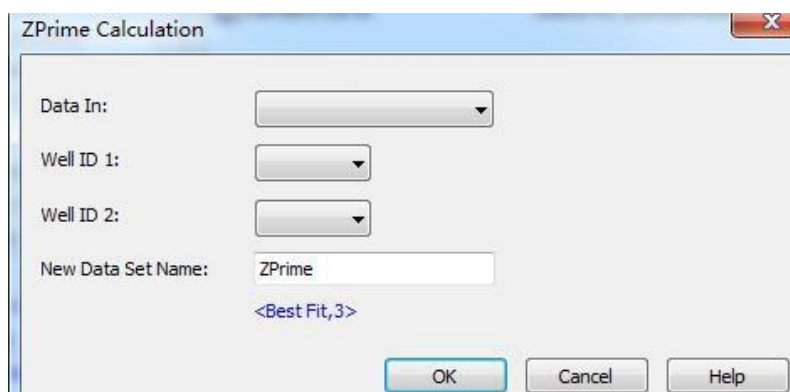 ZPrime Calculation
Data In:
Well ID 1:
Well ID 2:
New Data Set Name: ZPrime
<Best Fit,3>
OK Cancel Help